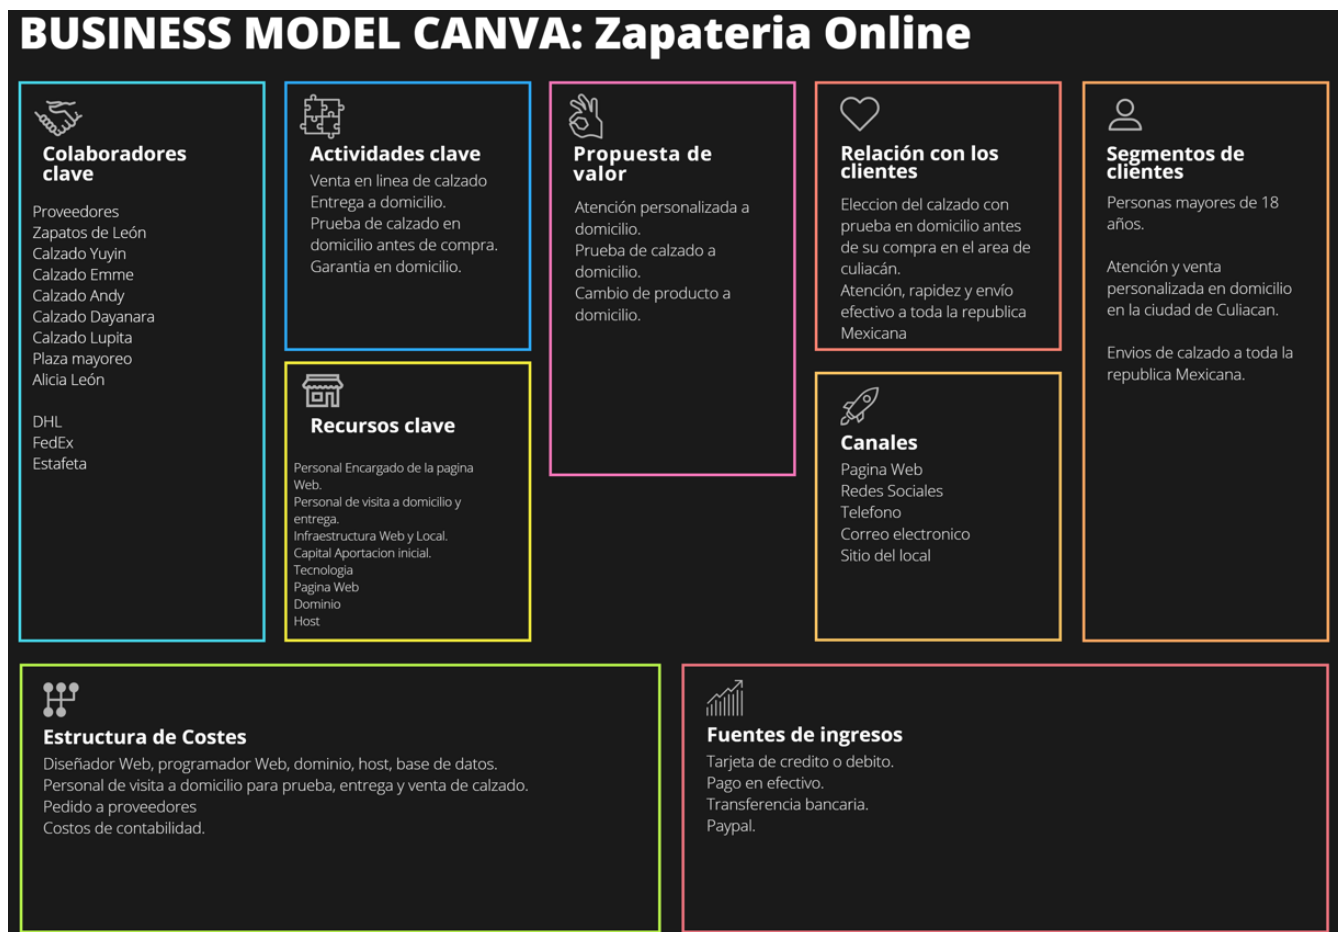 BUSINESS MODEL CANVA: Zapateria Online
Colaboradores
clave
Proveedores
Zapatos de León
Calzado Yuyin
Calzado Emme
Calzado Andy
Calzado Dayanara
Calzado Lupita
Plaza mayoreo
Alicia León
DHL
FedEx
Estafeta
Actividades clave
Venta en linea de calzado
Entrega a domicilio.
Prueba de calzado en
domicilio antes de compra.
Garantia en domicilio.
Recursos clave
Personal Encargado de la pagina
Web.
Personal de visita a domicilio y
entrega.
Infraestructura Web y Local.
Capital Aportacion inicial.
Tecnologia
Pagina Web
Dominio
Host
Propuesta de
valor
Atención personalizada a
domicilio.
Prueba de calzado a
domicilio.
Cambio de producto a
domicilio.
Relación con los
clientes
Eleccion del calzado con
prueba en domicilio antes
de su compra en el area de
culiacán.
Atención, rapidez y envío
efectivo a toda la republica
Mexicana
Canales
Pagina Web
Redes Sociales
Telefono
Correo electronico
Sitio del local
Segmentos de
clientes
Personas mayores de 18
años.
Atención y venta
personalizada en domicilio
en la ciudad de Culiacan.
Envios de calzado a toda la
republica Mexicana.
Estructura de Costes
Diseñador Web, programador Web, dominio, host, base de datos.
Personal de visita a domicilio para prueba, entrega y venta de calzado.
Pedido a proveedores
Costos de contabilidad.
Fuentes de ingresos
Tarjeta de credito o debito.
Pago en efectivo.
Transferencia bancaria.
Paypal.